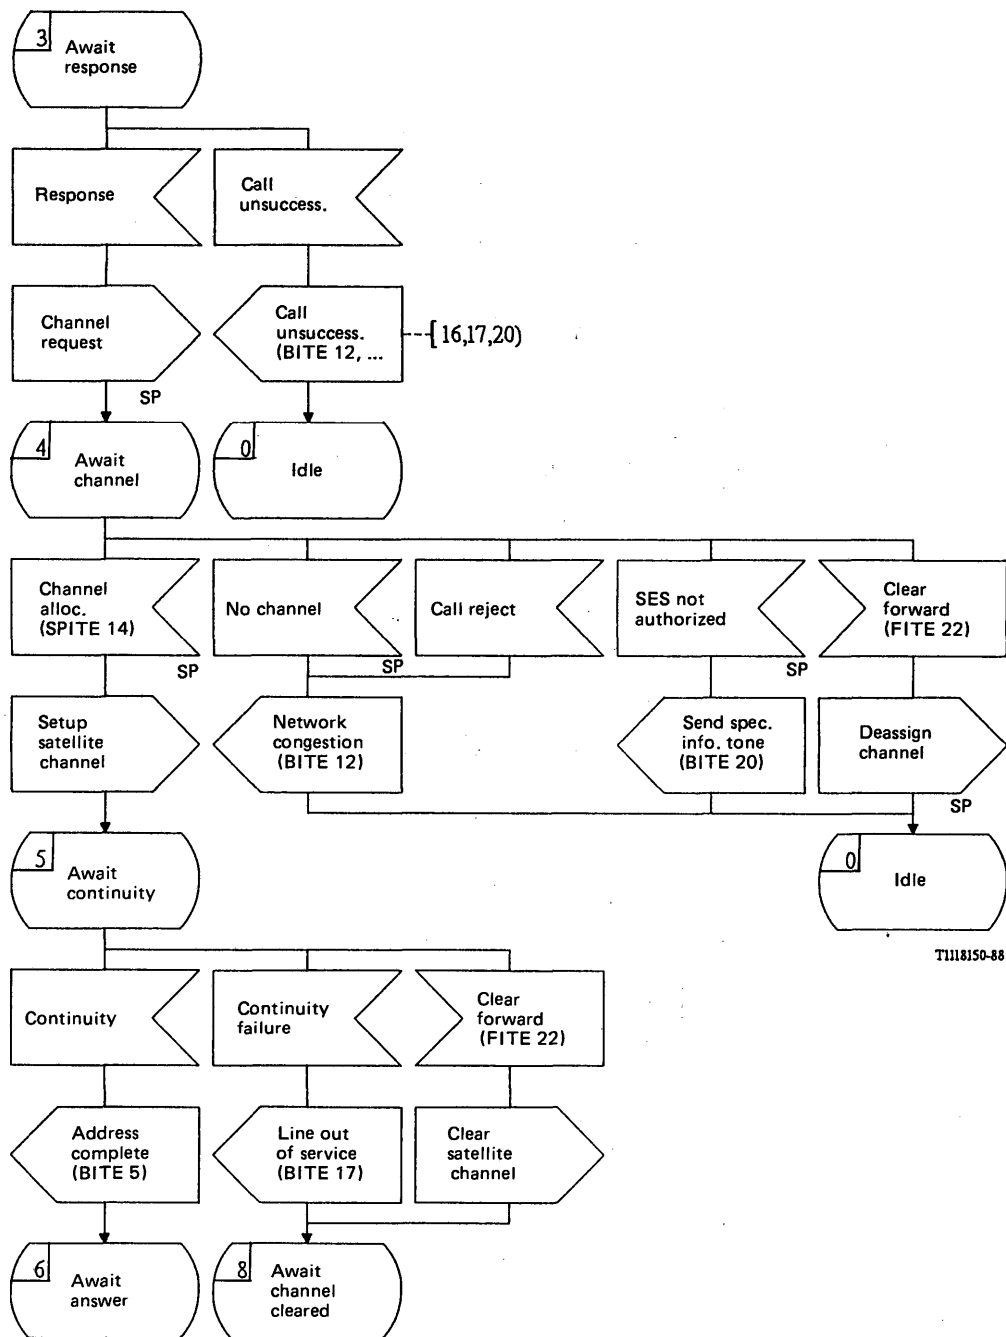 3
Await
response
Response
Call
unsuccess.
Channel
request
Call
unsuccess.
(BITE 12, ...
[16,17,20)
SP
4
Await
channel
0
Idle
Channel
alloc.
(SPITE 14)
No channel
Call reject
SES not
authorized
Clear
forward
(FITE 22)
SP
SP
SP
Setup
satellite
channel
Network
congestion
(BITE 12)
Send spec.
info. tone
(BITE 20)
Deassign
channel
SP
5
Await
continuity
0
Idle
T1118150-88
Continuity
Continuity
failure
Clear
forward
(FITE 22)
Address
complete
(BITE 5)
Line out
of service
(BITE 17)
Clear
satellite
channel
6
Await
answer
8
Await
channel
cleared